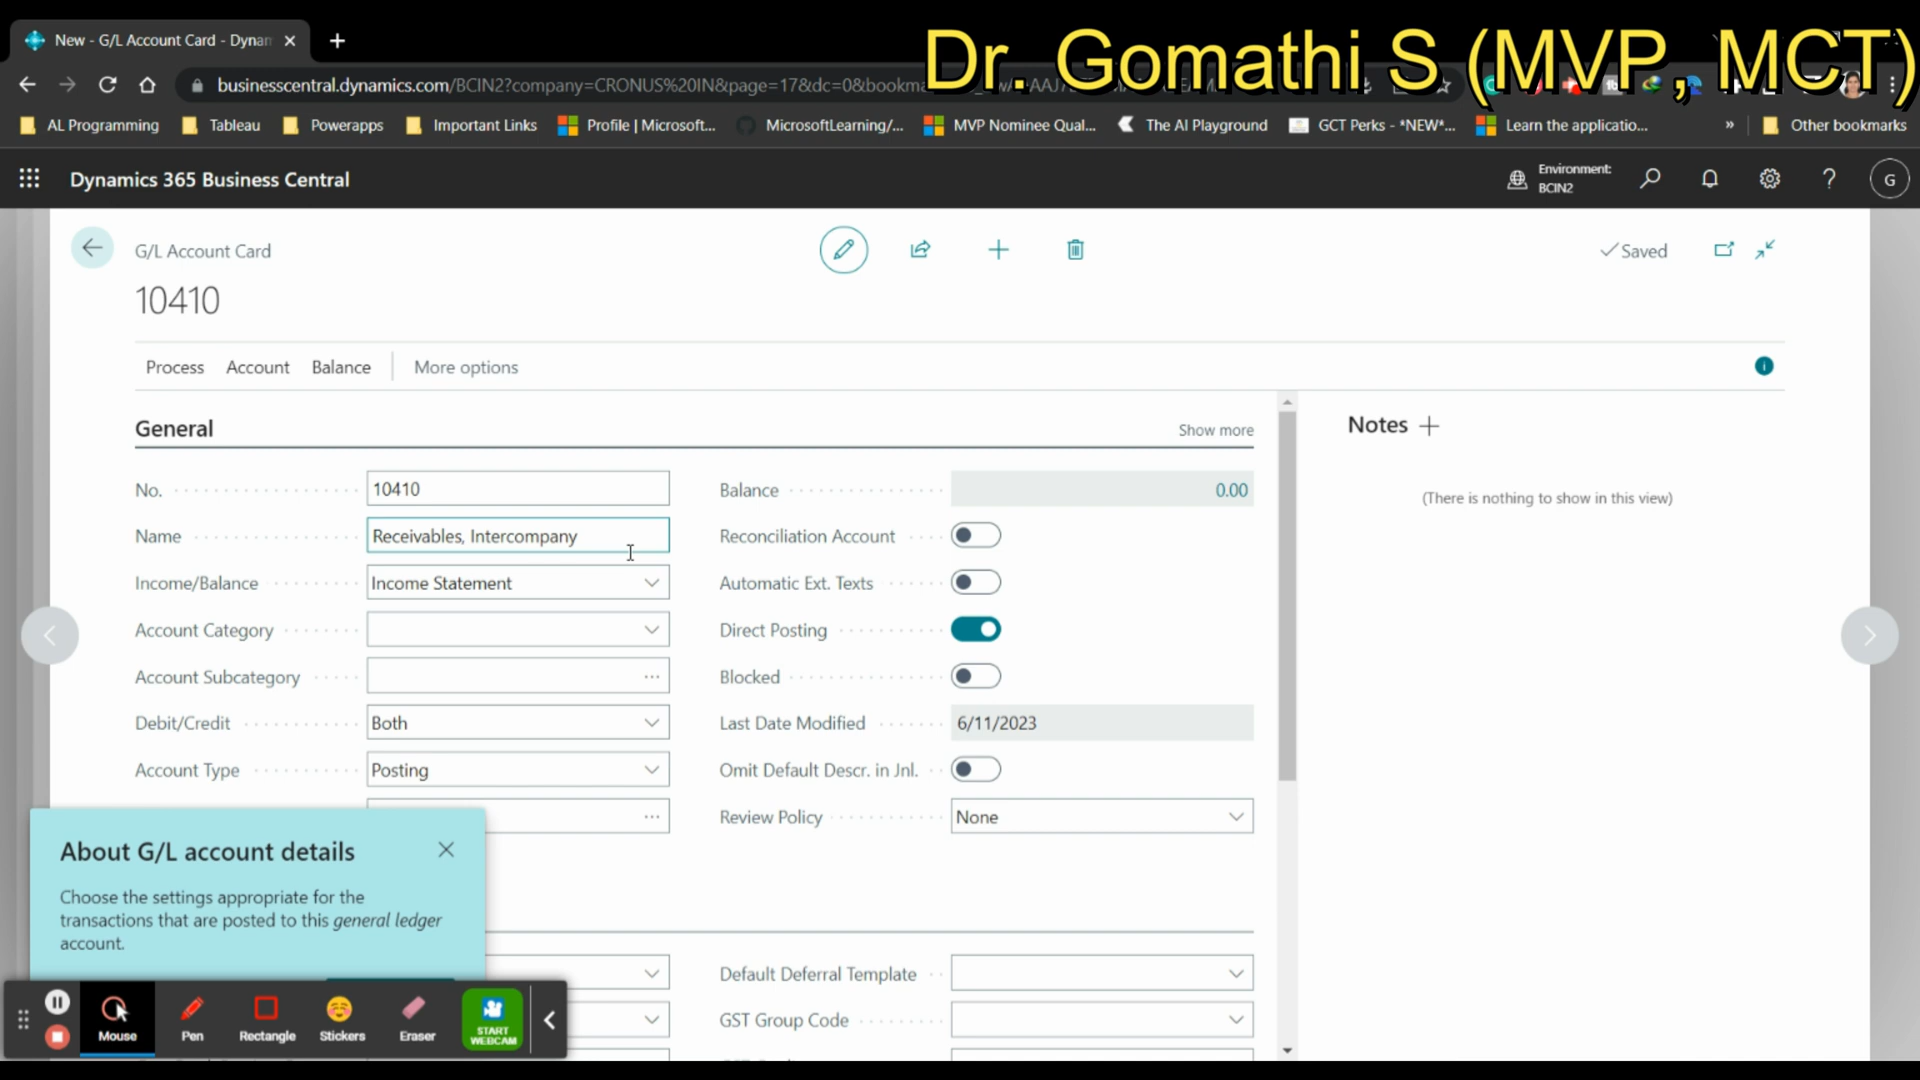 New - G/L Account Card - Dynan
Dr. Gomathi S (MVP, MCT)
businesscentral.dynamics.com/BCIN2?company=CRONUS%20IN&page=17&dc=0&bookma
AL Programming
Tableau
Powerapps
Important Links
Profile | Microsoft...
MicrosoftLearning/...
MVP Nominee Qual...
The AI Playground
GCT Perks - *NEW*...
Learn the applicatio...
»
Other bookmarks
Dynamics 365 Business Central
Environment:
BCIN2
?
G
G/L Account Card
Saved
10410
Process
Account
Balance
More options
General
Show more
Notes
(There is nothing to show in this view)
No.
10410
Balance
0.00
Name
Receivables, Intercompany
Reconciliation Account
Income/Balance
Income Statement
Automatic Ext. Texts
Account Category
Direct Posting
Account Subcategory
Blocked
Debit/Credit
Both
Last Date Modified
6/11/2023
Account Type
Posting
Omit Default Descr. in Jnl.
Review Policy
None
About G/L account details
Choose the settings appropriate for the
transactions that are posted to this general ledger
account.
Default Deferral Template
GST Group Code
Mouse
Pen
Rectangle
Stickers
Eraser
START
WEBCAM